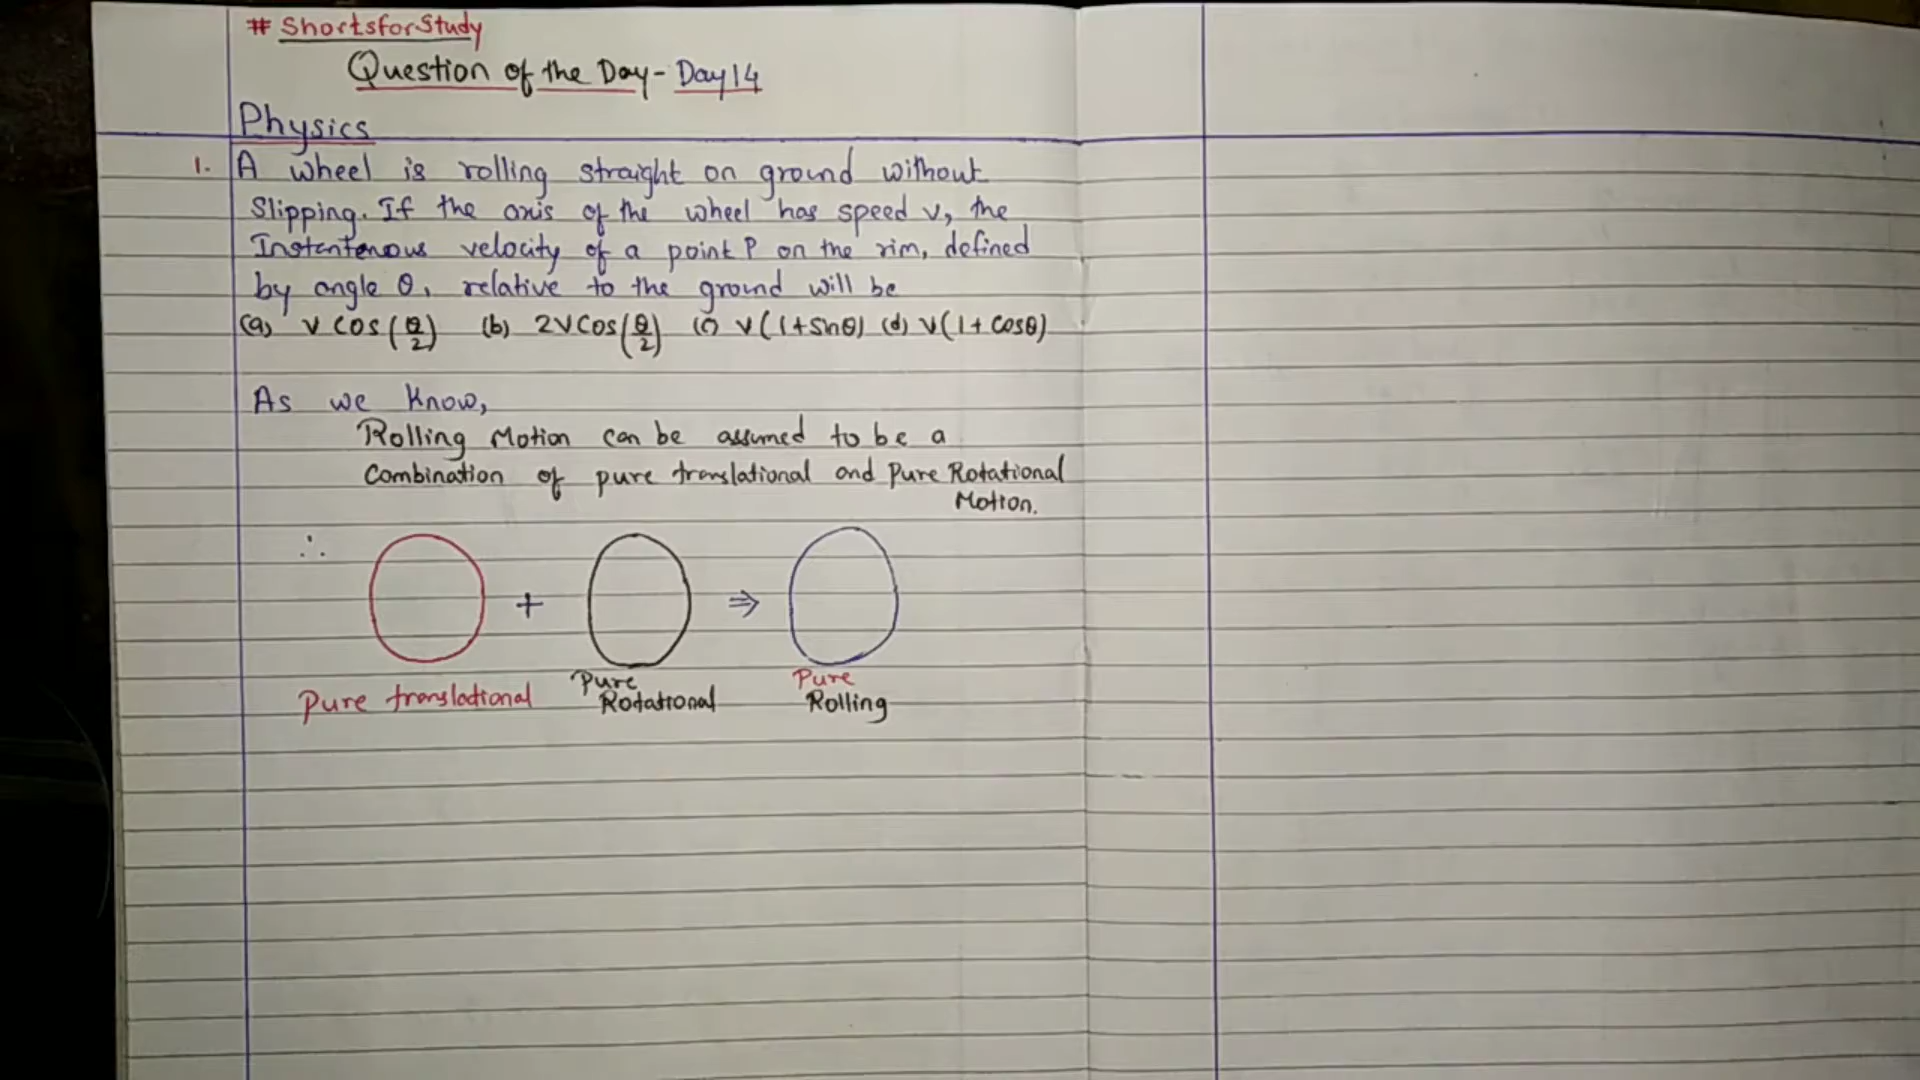 # ShortsforStudy
Question of the Day - Day 14
Physics
1. A wheel is rolling straight on ground without
Slipping. If the axis of the wheel has speed v, the
Instantenous velocity of a point P on the rim, defined
by angle θ, relative to the ground will be
(a) v cos(θ/2) (b) 2vCos(θ/2) (c) v(1+sinθ) (d) v(1+cosθ)
As we know,
Rolling Motion can be assumed to be a
Combination of pure translational and Pure Rotational
Motion.
∴ + ⇒
Pure translational Pure Rotational Pure Rolling